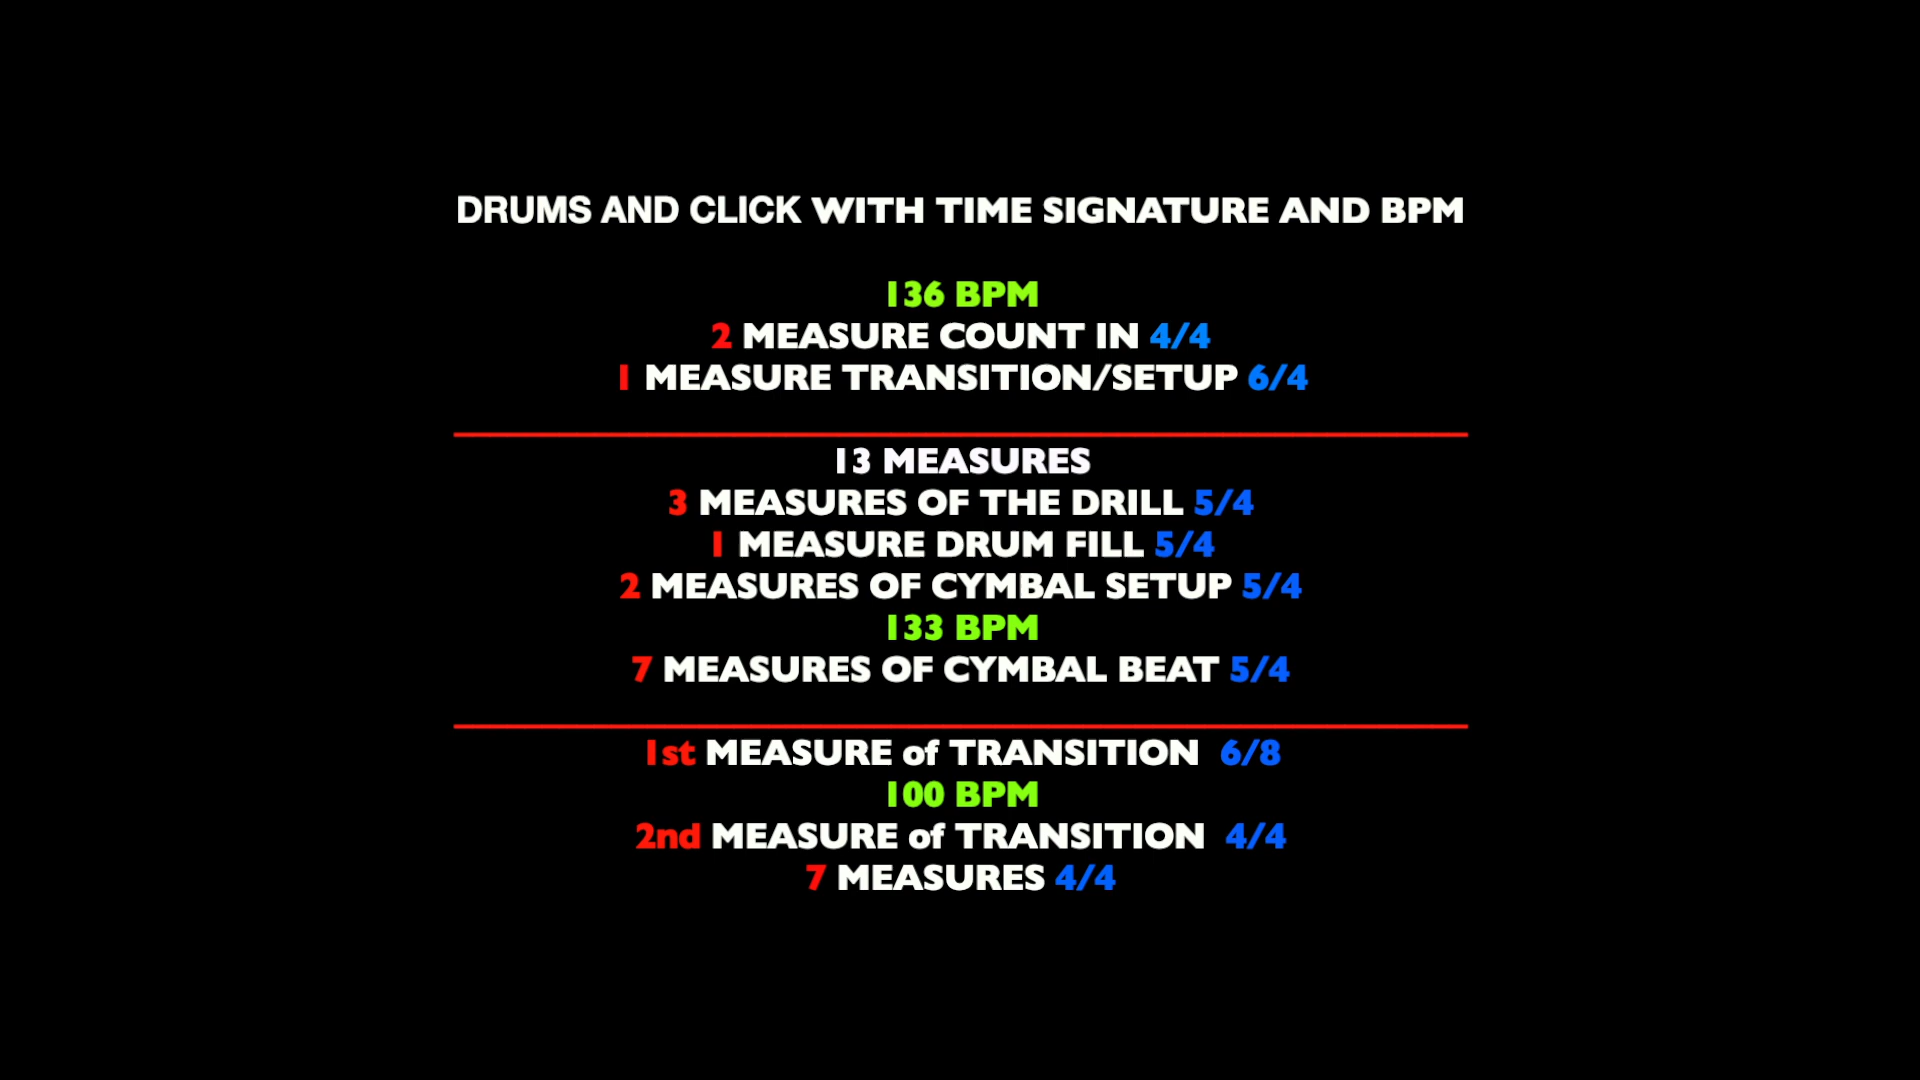 DRUMS AND CLICK WITH TIME SIGNATURE AND BPM
136 BPM
2 MEASURE COUNT IN 4/4
1 MEASURE TRANSITION/SETUP 6/4
13 MEASURES
3 MEASURES OF THE DRILL 5/4
1 MEASURE DRUM FILL 5/4
2 MEASURES OF CYMBAL SETUP 5/4
133 BPM
7 MEASURES OF CYMBAL BEAT 5/4
1st MEASURE of TRANSITION 6/8
100 BPM
2nd MEASURE of TRANSITION 4/4
7 MEASURES 4/4